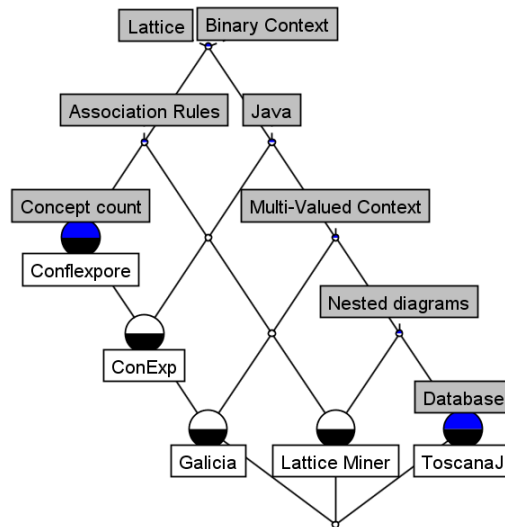 Lattice
Binary Context
Association Rules
Java
Concept count
Multi-Valued Context
Conflexpore
Nested diagrams
ConExp
Database
Galicia
Lattice Miner
ToscanaJ